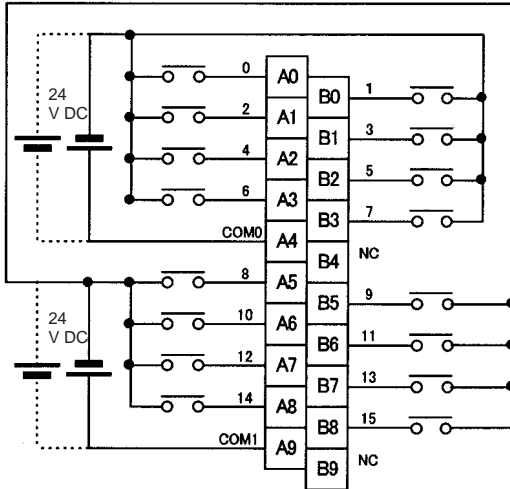 0 A0
B0 1
24
V DC
2 A1
B1 3
4 A2
B2 5
6 A3
B3 7
COM0 A4
B4 NC
8 A5
B5 9
24
V DC
10 A6
B6 11
12 A7
B7 13
14 A8
B8 15
COM1 A9
B9 NC